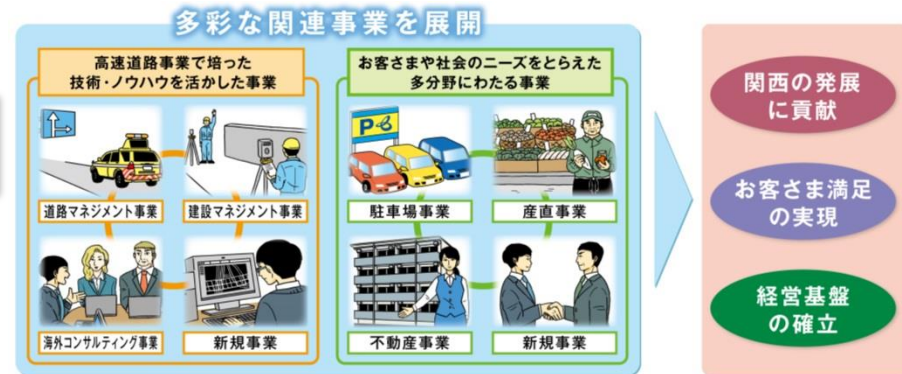 多彩な関連事業を展開
高速道路事業で培った
技術・ノウハウを活かした事業
道路マネジメント事業
建設マネジメント事業
海外コンサルティング事業
新規事業
お客さまや社会のニーズをとらえた
多分野にわたる事業
P
駐車場事業
産直事業
不動産事業
新規事業
関西の発展
に貢献
お客さま満足
の実現
経営基盤
の確立